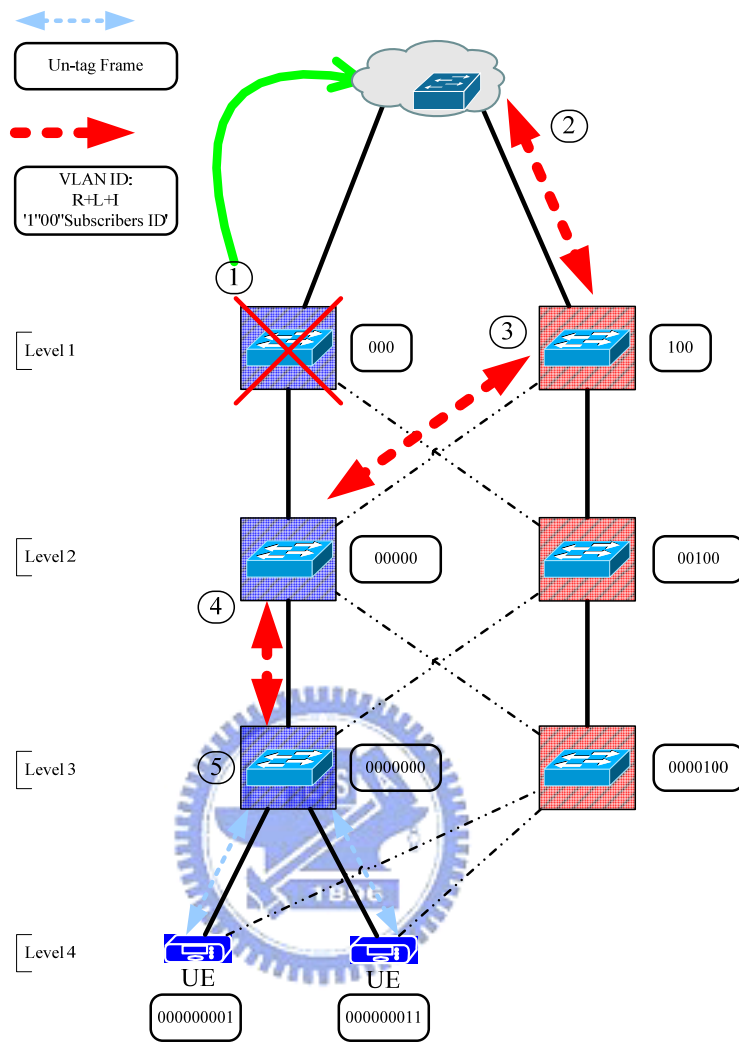 Un-tag Frame
VLAN ID:
R+L+I
'1''00''Subscribers ID'
1
2
3
Level 1
000
100
Level 2
00000
00100
4
Level 3
5
0000000
0000100
1896
Level 4
UE
UE
000000001
000000011